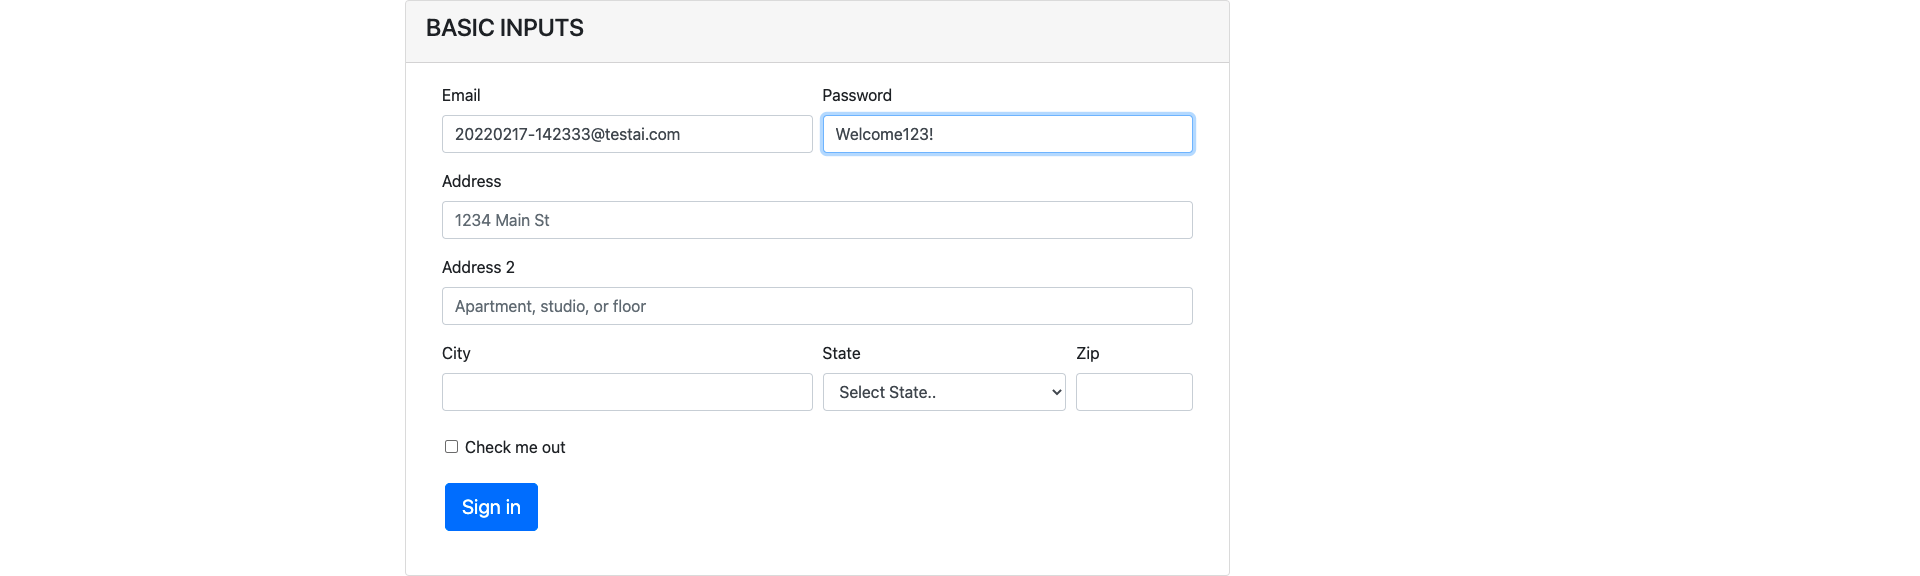 BASIC INPUTS
Email Password
20220217-142333@testai.com Welcome123!
Address
1234 Main St
Address 2
Apartment, studio, or floor
City State Zip
Select State..
Check me out
Sign in